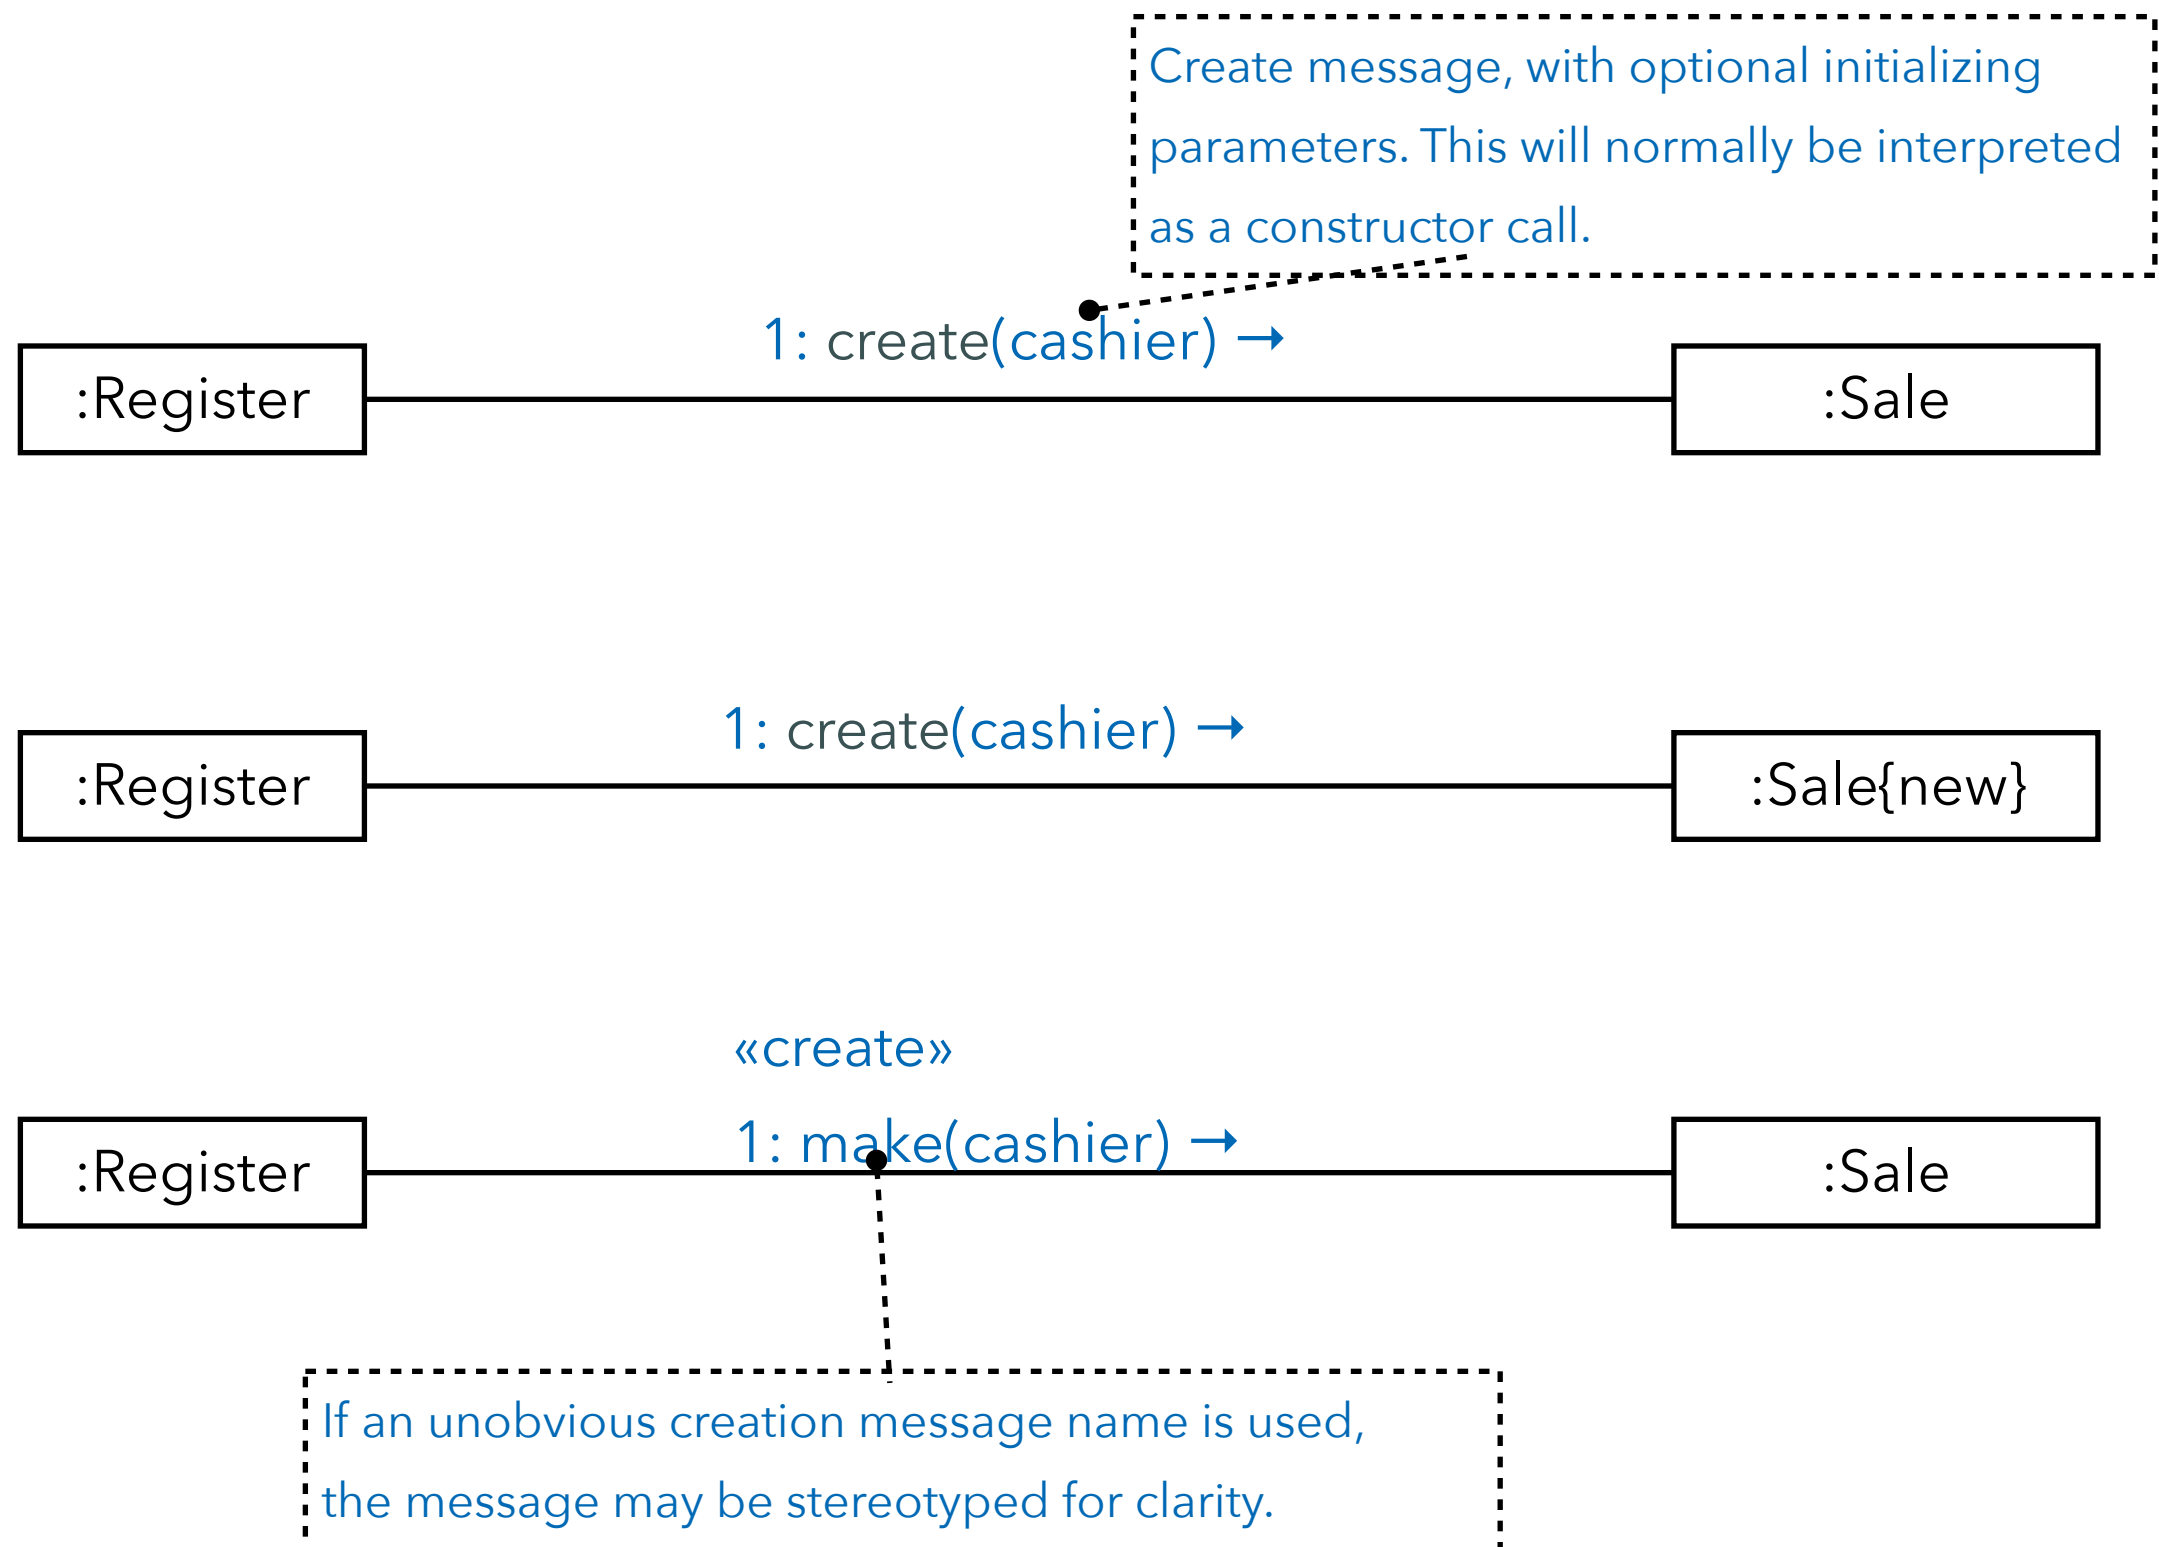 Create message, with optional initializing
parameters. This will normally be interpreted
as a constructor call.
1: create(cashier) →
:Register
:Sale
1: create(cashier) →
:Register
:Sale{new}
«create»
1: make(cashier) →
:Register
:Sale
If an unobvious creation message name is used,
the message may be stereotyped for clarity.